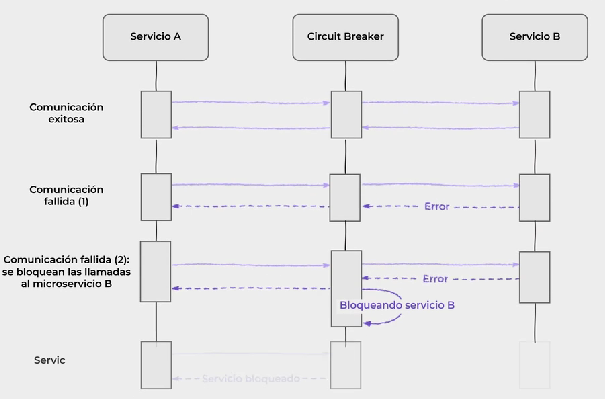 Servicio A
Circuit Breaker
Servicio B
Comunicación
exitosa
Comunicación
fallida (1)
Error
Comunicación fallida (2):
se bloquean las llamadas
al microservicio B
Error
Bloqueando servicio B
Servic
Servicio bloqueado